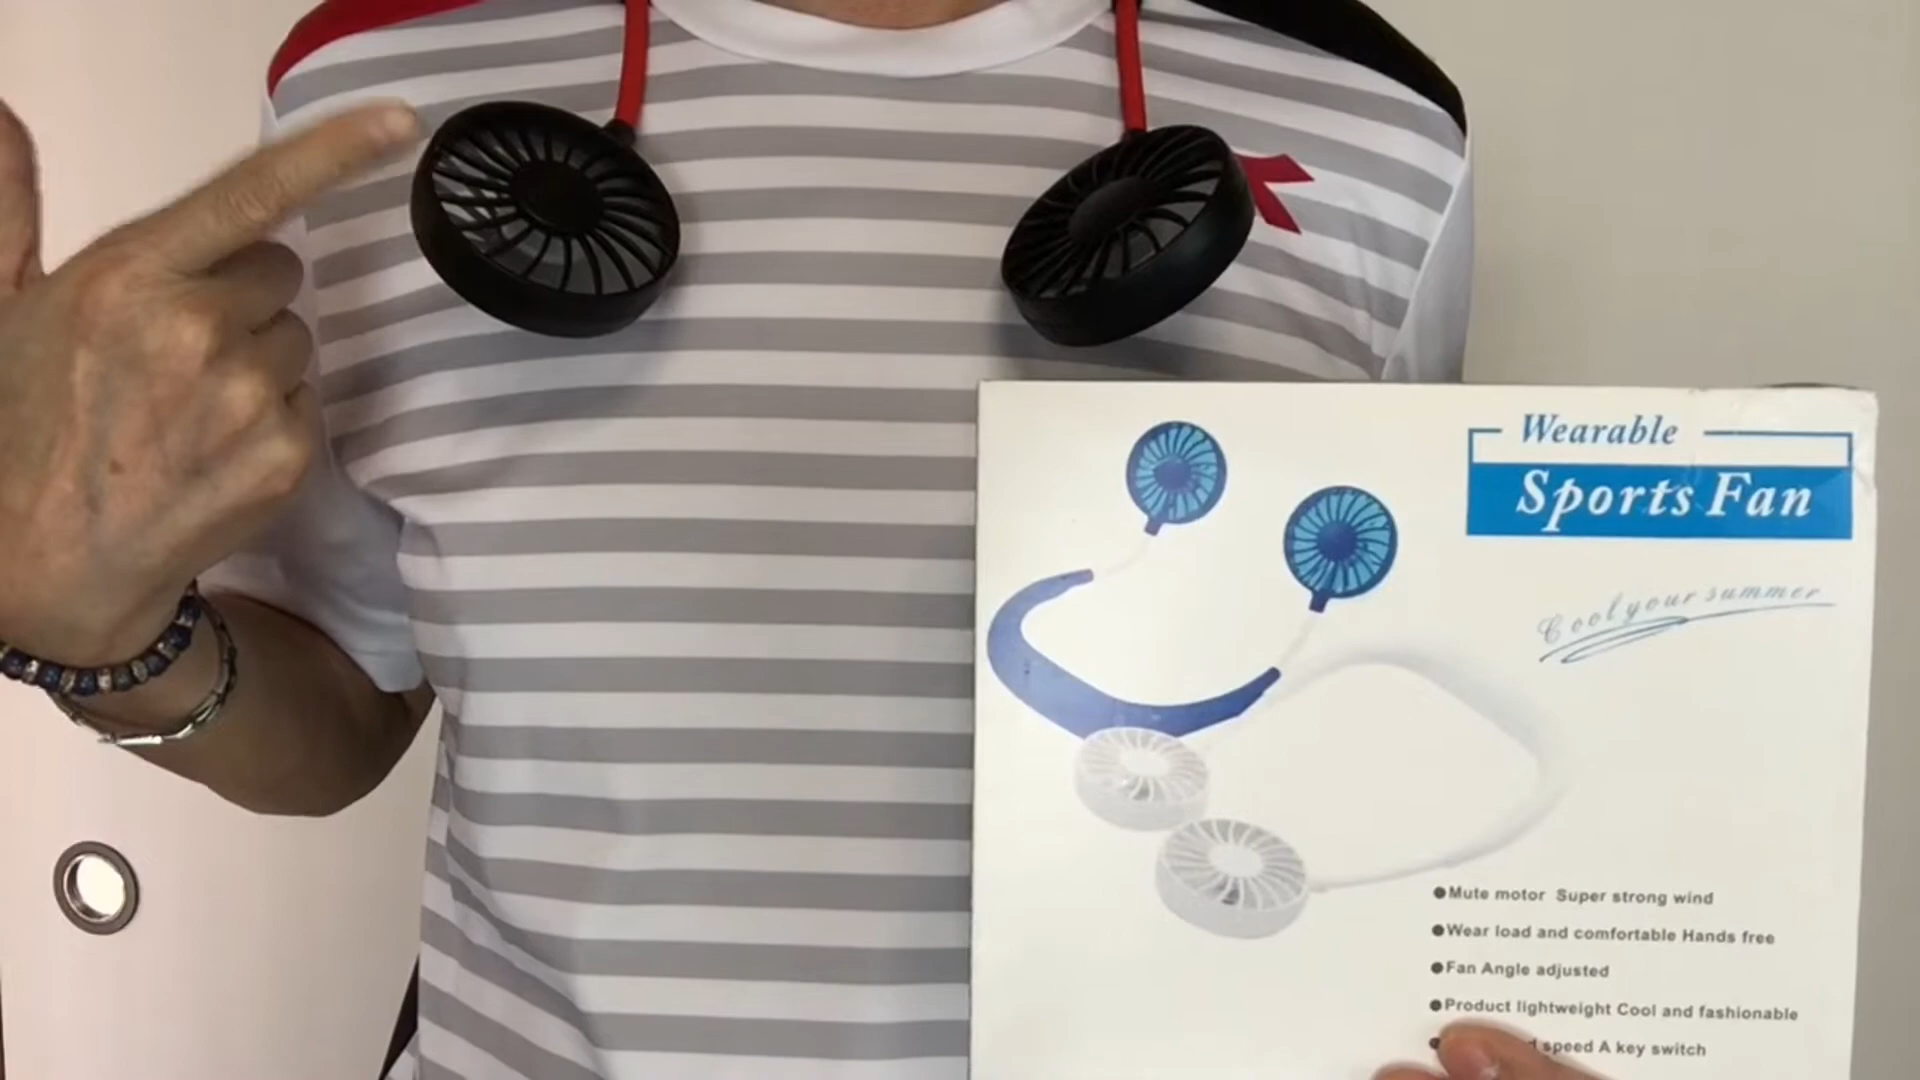 Wearable
Sports Fan
Cool your summer
●Mute motor Super strong wind
●Wear load and comfortable Hands free
●Fan Angle adjusted
●Product lightweight Cool and fashionable
● speed A key switch